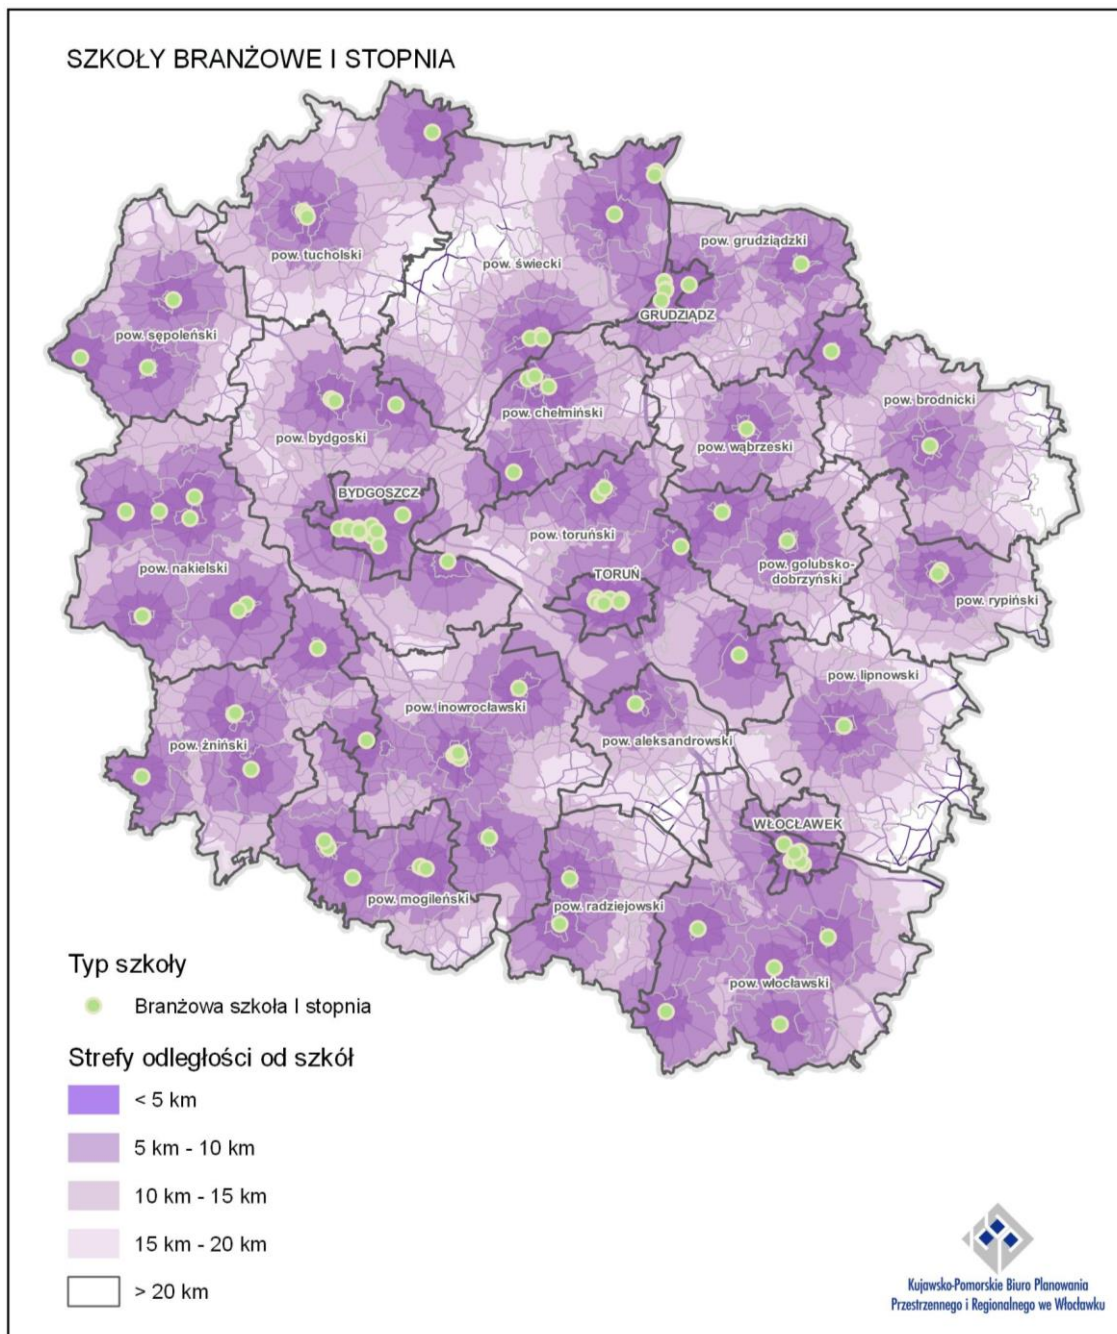 SZKOŁY BRANŻOWE I STOPNIA
pow. tucholski
pow. świecki
pow. grudziądzki
GRUDZIĄDZ
pow. sępoleński
pow. chełmiński
pow. brodnicki
pow. bydgoski
pow. wąbrzeski
BYDGOSZCZ
pow. toruński
pow. golubsko-
dobrzyński
pow. nakielski
TORUŃ
pow. rypiński
pow. lipnowski
pow. inowrocławski
pow. aleksandrowski
pow. żniński
WŁOCŁAWEK
pow. mogileński
pow. radziejowski
pow. włocławski
Typ szkoły
Branżowa szkoła I stopnia
Strefy odległości od szkół
< 5 km
5 km - 10 km
10 km - 15 km
15 km - 20 km
> 20 km
Kujawsko-Pomorskie Biuro Planowania
Przestrzennego i Regionalnego we Włocławku